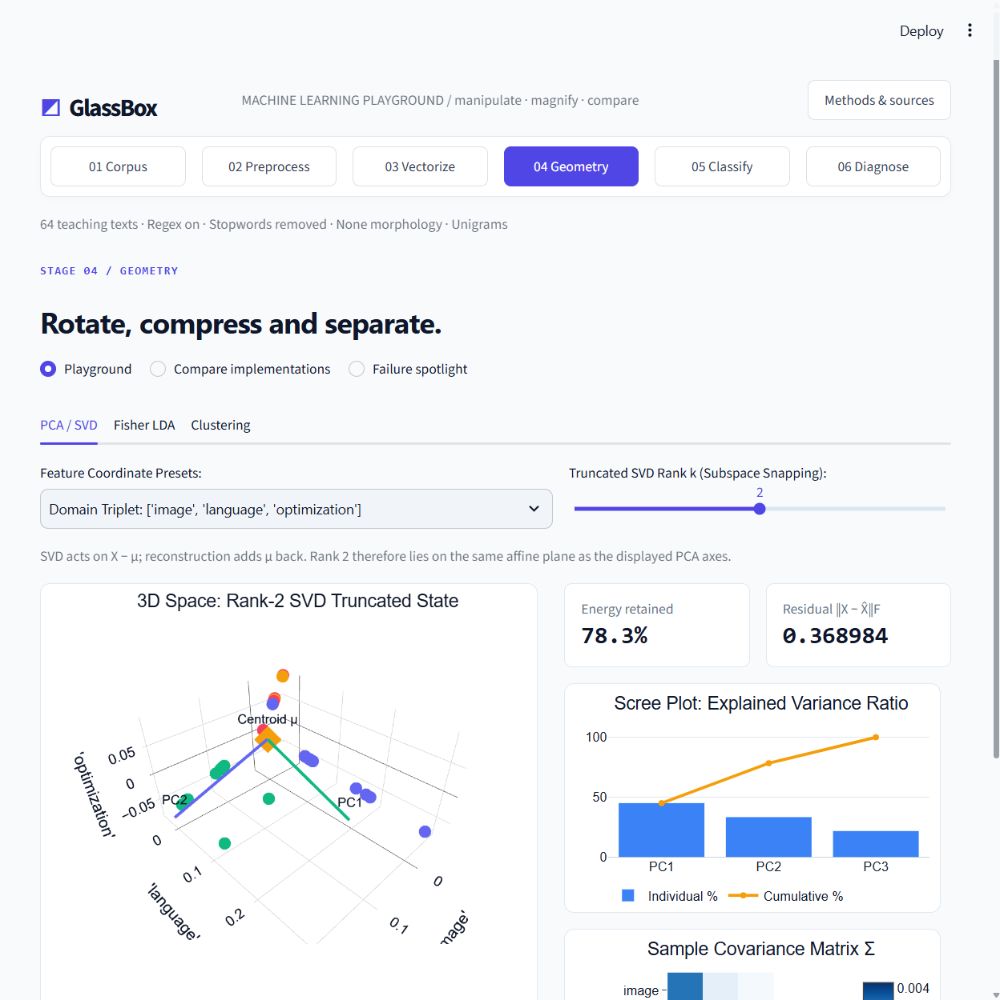 Deploy
GlassBox
MACHINE LEARNING PLAYGROUND / manipulate · magnify · compare
Methods & sources
01 Corpus
02 Preprocess
03 Vectorize
04 Geometry
05 Classify
06 Diagnose
64 teaching texts · Regex on · Stopwords removed · None morphology · Unigrams
STAGE 04 / GEOMETRY
Rotate, compress and separate.
Playground
Compare implementations
Failure spotlight
PCA / SVD
Fisher LDA
Clustering
Feature Coordinate Presets:
Domain Triplet: ['image', 'language', 'optimization']
Truncated SVD Rank k (Subspace Snapping):
2
SVD acts on X − μ; reconstruction adds μ back. Rank 2 therefore lies on the same affine plane as the displayed PCA axes.
3D Space: Rank-2 SVD Truncated State
Centroid μ
PC2
PC1
0.05
0
−0.05
'optimization'
0
0.1
0.2
'language'
0
0.1
mage'
Energy retained
78.3%
Residual ||X − X̂||F
0.368984
Scree Plot: Explained Variance Ratio
100
50
0
PC1
PC2
PC3
Individual %
Cumulative %
Sample Covariance Matrix Σ
image
0.004